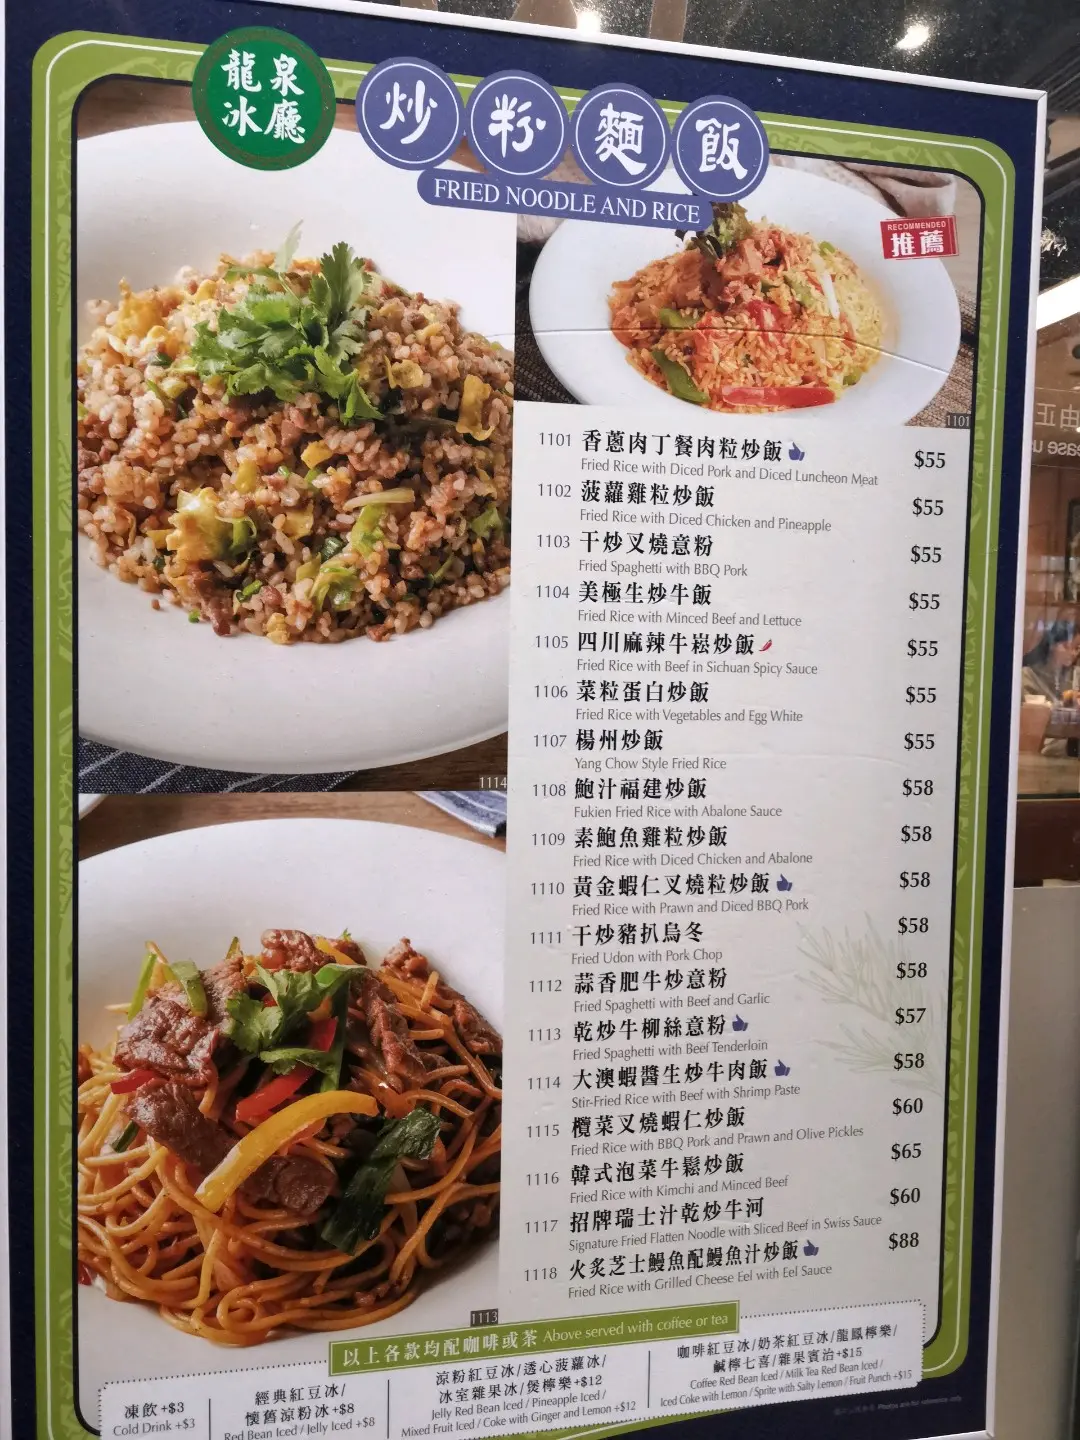 龍泉
冰廳
炒粉麵飯
FRIED NOODLE AND RICE
RECOMMENDED
推薦
1101
1101 香蔥肉丁餐肉粒炒飯 $55
Fried Rice with Diced Pork and Diced Luncheon Meat
1102 菠蘿雞粒炒飯 $55
Fried Rice with Diced Chicken and Pineapple
1103 干炒叉燒意粉 $55
Fried Spaghetti with BBQ Pork
1104 美極生炒牛飯 $55
Fried Rice with Minced Beef and Lettuce
1105 四川麻辣牛崧炒飯 $55
Fried Rice with Beef in Sichuan Spicy Sauce
1106 菜粒蛋白炒飯 $55
Fried Rice with Vegetables and Egg White
1107 楊州炒飯 $55
Yang Chow Style Fried Rice
1108 鮑汁福建炒飯 $58
Fukien Fried Rice with Abalone Sauce
1109 素鮑魚雞粒炒飯 $58
Fried Rice with Diced Chicken and Abalone
1110 黃金蝦仁叉燒粒炒飯 $58
Fried Rice with Prawn and Diced BBQ Pork
1111 干炒豬扒烏冬 $58
Fried Udon with Pork Chop
1112 蒜香肥牛炒意粉 $58
Fried Spaghetti with Beef and Garlic
1113 乾炒牛柳絲意粉 $57
Fried Spaghetti with Beef Tenderloin
1114 大澳蝦醬生炒牛肉飯 $58
Stir-Fried Rice with Beef with Shrimp Paste
1115 欖菜叉燒蝦仁炒飯 $60
Fried Rice with BBQ Pork and Prawn and Olive Pickles
1116 韓式泡菜牛鬆炒飯 $65
Fried Rice with Kimchi and Minced Beef
1117 招牌瑞士汁乾炒牛河 $60
Signature Fried Flatten Noodle with Sliced Beef in Swiss Sauce
1118 火炙芝士鰻魚配鰻魚汁炒飯 $88
Fried Rice with Grilled Cheese Eel with Eel Sauce
1114
1113
以上各款均配咖啡或茶 Above served with coffee or tea
凍飲+$3
Cold Drink +$3
經典紅豆冰/
懷舊涼粉冰+$8
Red Bean Iced / Jelly Iced +$8
涼粉紅豆冰/透心菠蘿冰/
冰室雜果冰/煲檸樂+$12
Jelly Red Bean Iced / Pineapple Iced /
Mixed Fruit Iced / Coke with Ginger and Lemon +$12
咖啡紅豆冰/奶茶紅豆冰/龍鳳檸樂/
鹹檸七喜/雜果賓治+$15
Coffee Red Bean Iced / Milk Tea Red Bean Iced /
Iced Coke with Lemon / Sprite with Salty Lemon / Fruit Punch +$15
Photos are for reference only